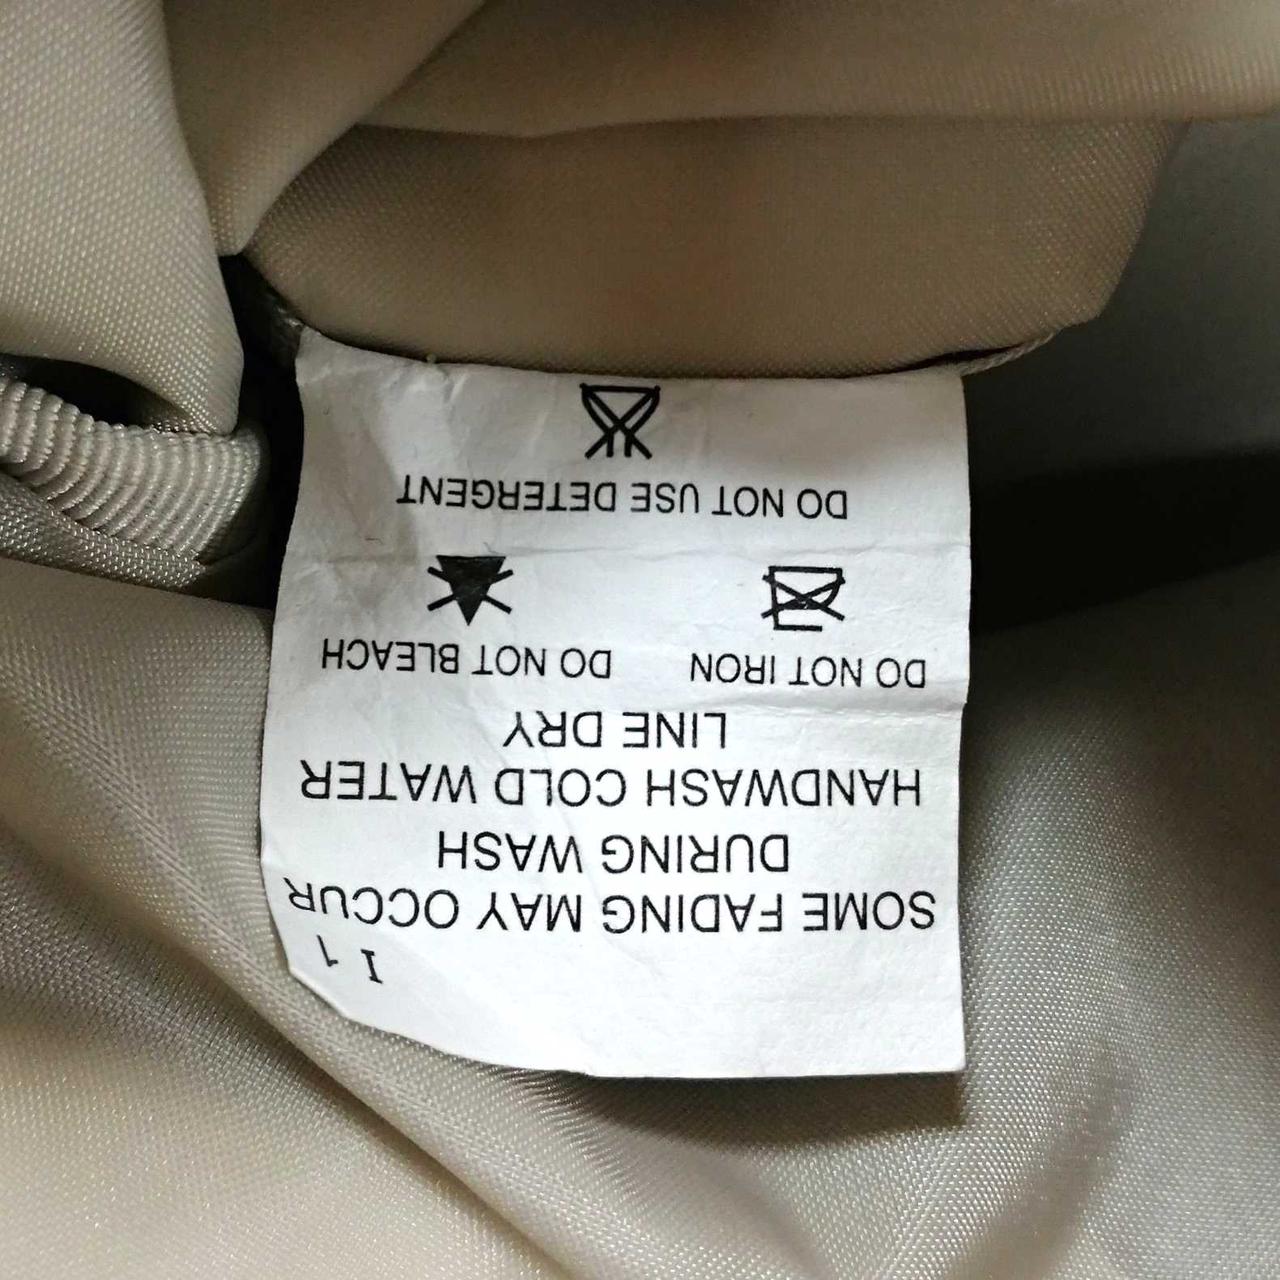 I 1
SOME FADING MAY OCCUR
DURING WASH
HANDWASH COLD WATER
LINE DRY
DO NOT IRON DO NOT BLEACH
DO NOT USE DETERGENT